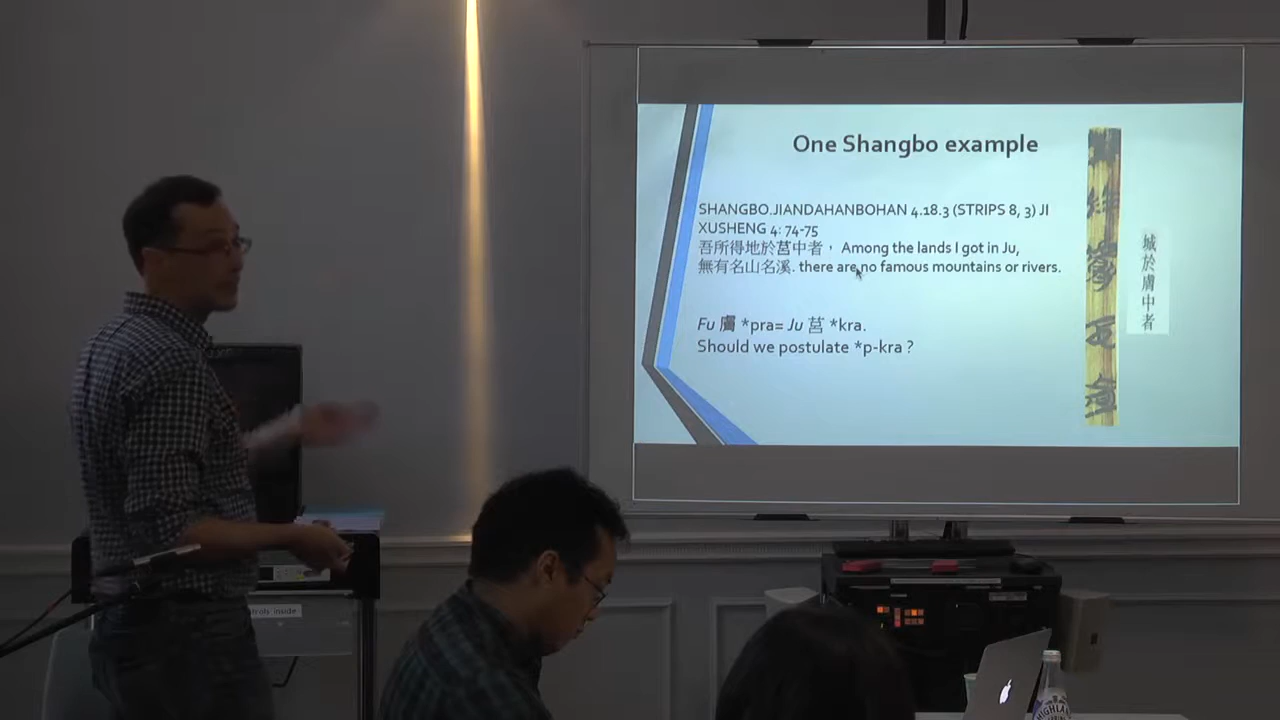 One Shangbo example
SHANGBO.JIANDAHANBOHAN 4.18.3 (STRIPS 8, 3) JI
XUSHENG 4: 74-75
吾所得地於莒中者， Among the lands I got in Ju,
無有名山名溪. there are no famous mountains or rivers.
Fu 膚 *pra= Ju 莒 *kra.
Should we postulate *p-kra ?
城於膚中者
HIGHLAND